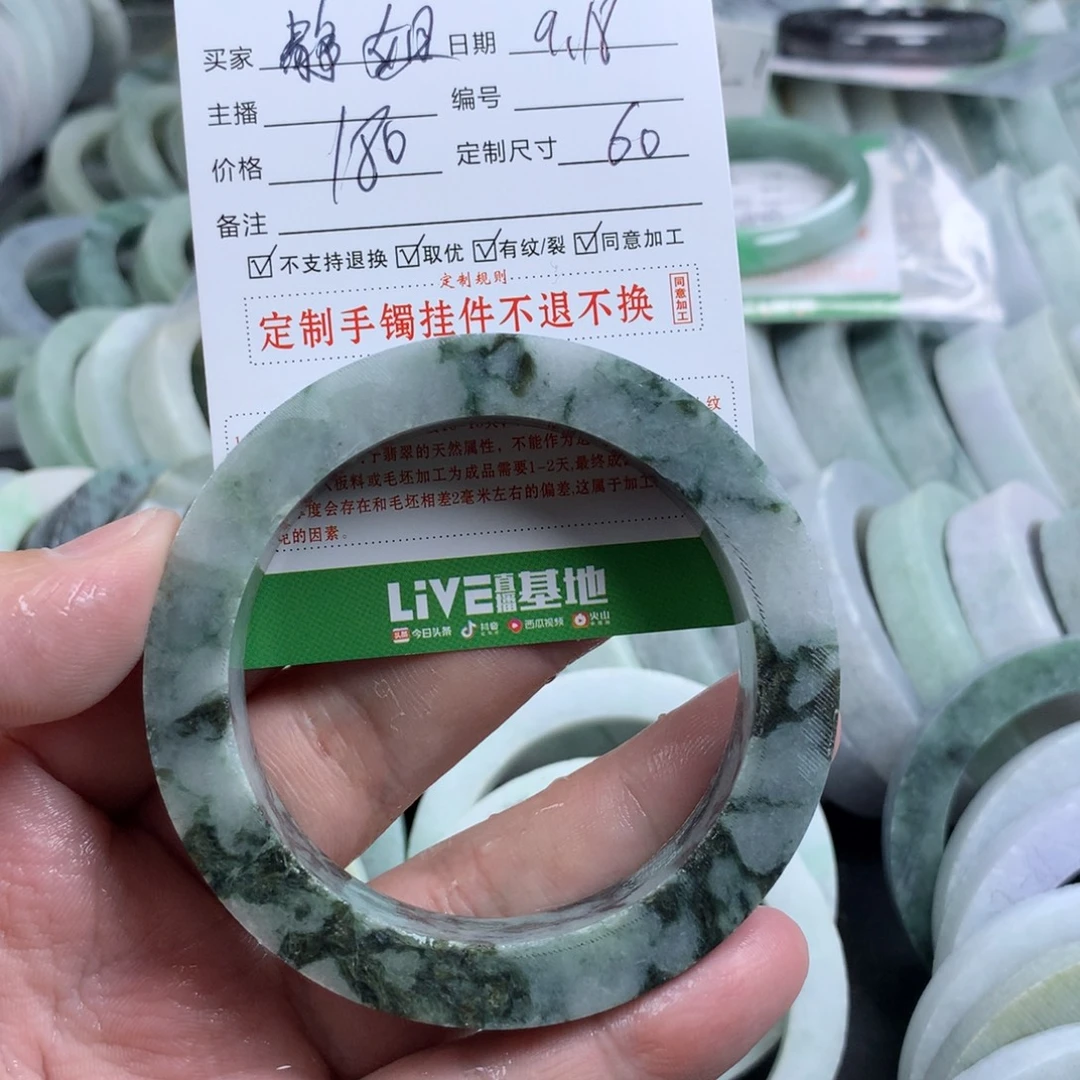 买家 静姐 日期 9.18
主播 编号
价格 180 定制尺寸 60
备注
☑不支持退换 ☑取优 ☑有纹/裂 ☑同意加工
定制规则
定制手镯挂件不退不换
同意加工
纹
翡翠的天然属性，不能作为
板料或毛坯加工为成品需要1-2天,最终成
度会存在和毛坯相差2毫米左右的偏差,这属于加工
的因素。
LiVE直播基地
头条 今日头条 抖音 西瓜视频 火山